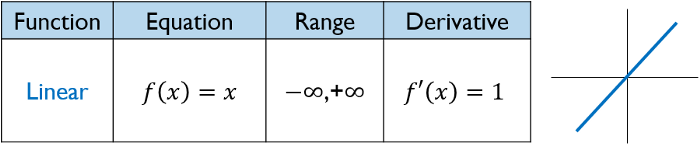 Function Equation Range Derivative
Linear f(x) = x −∞,+∞ f′(x) = 1